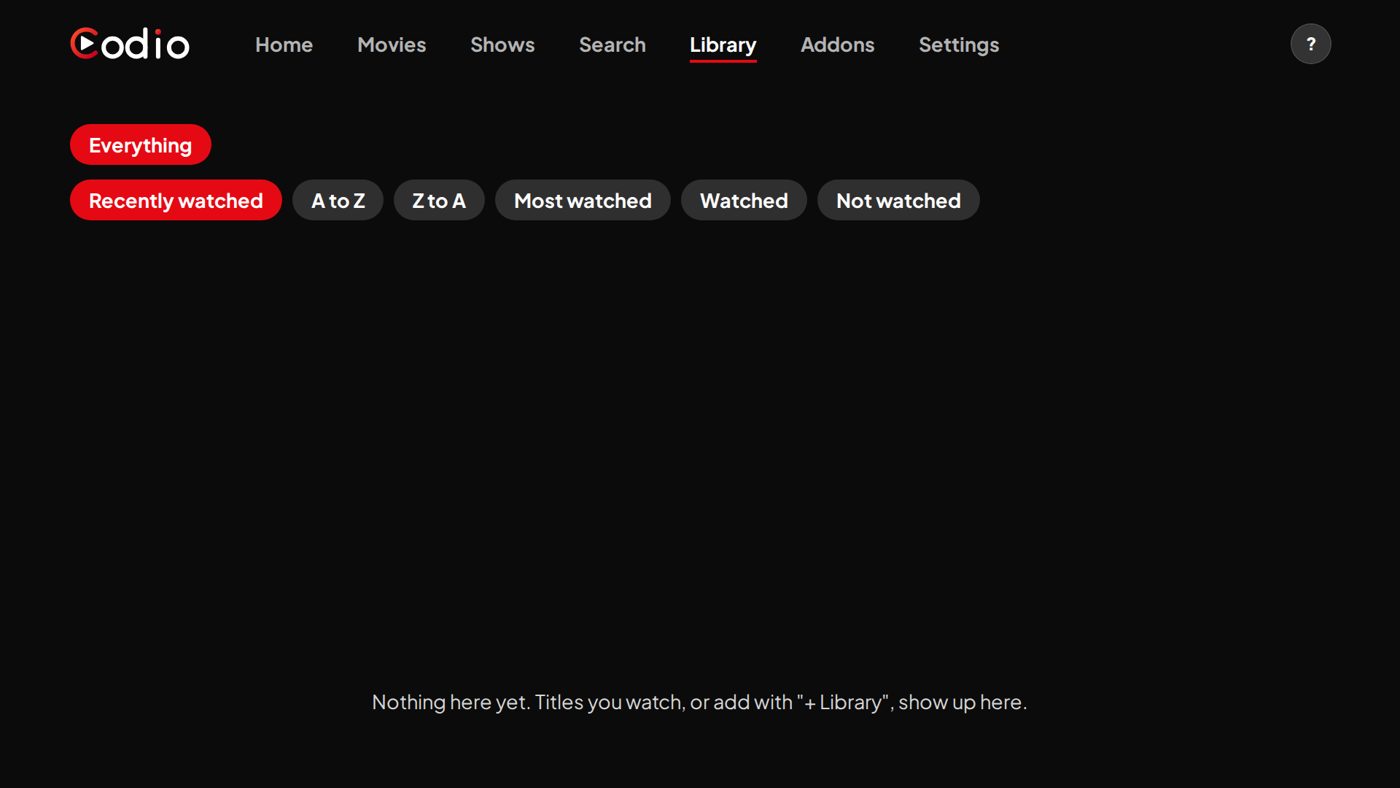 Codio Home Movies Shows Search Library Addons Settings ?
Everything
Recently watched A to Z Z to A Most watched Watched Not watched
Nothing here yet. Titles you watch, or add with "+ Library", show up here.